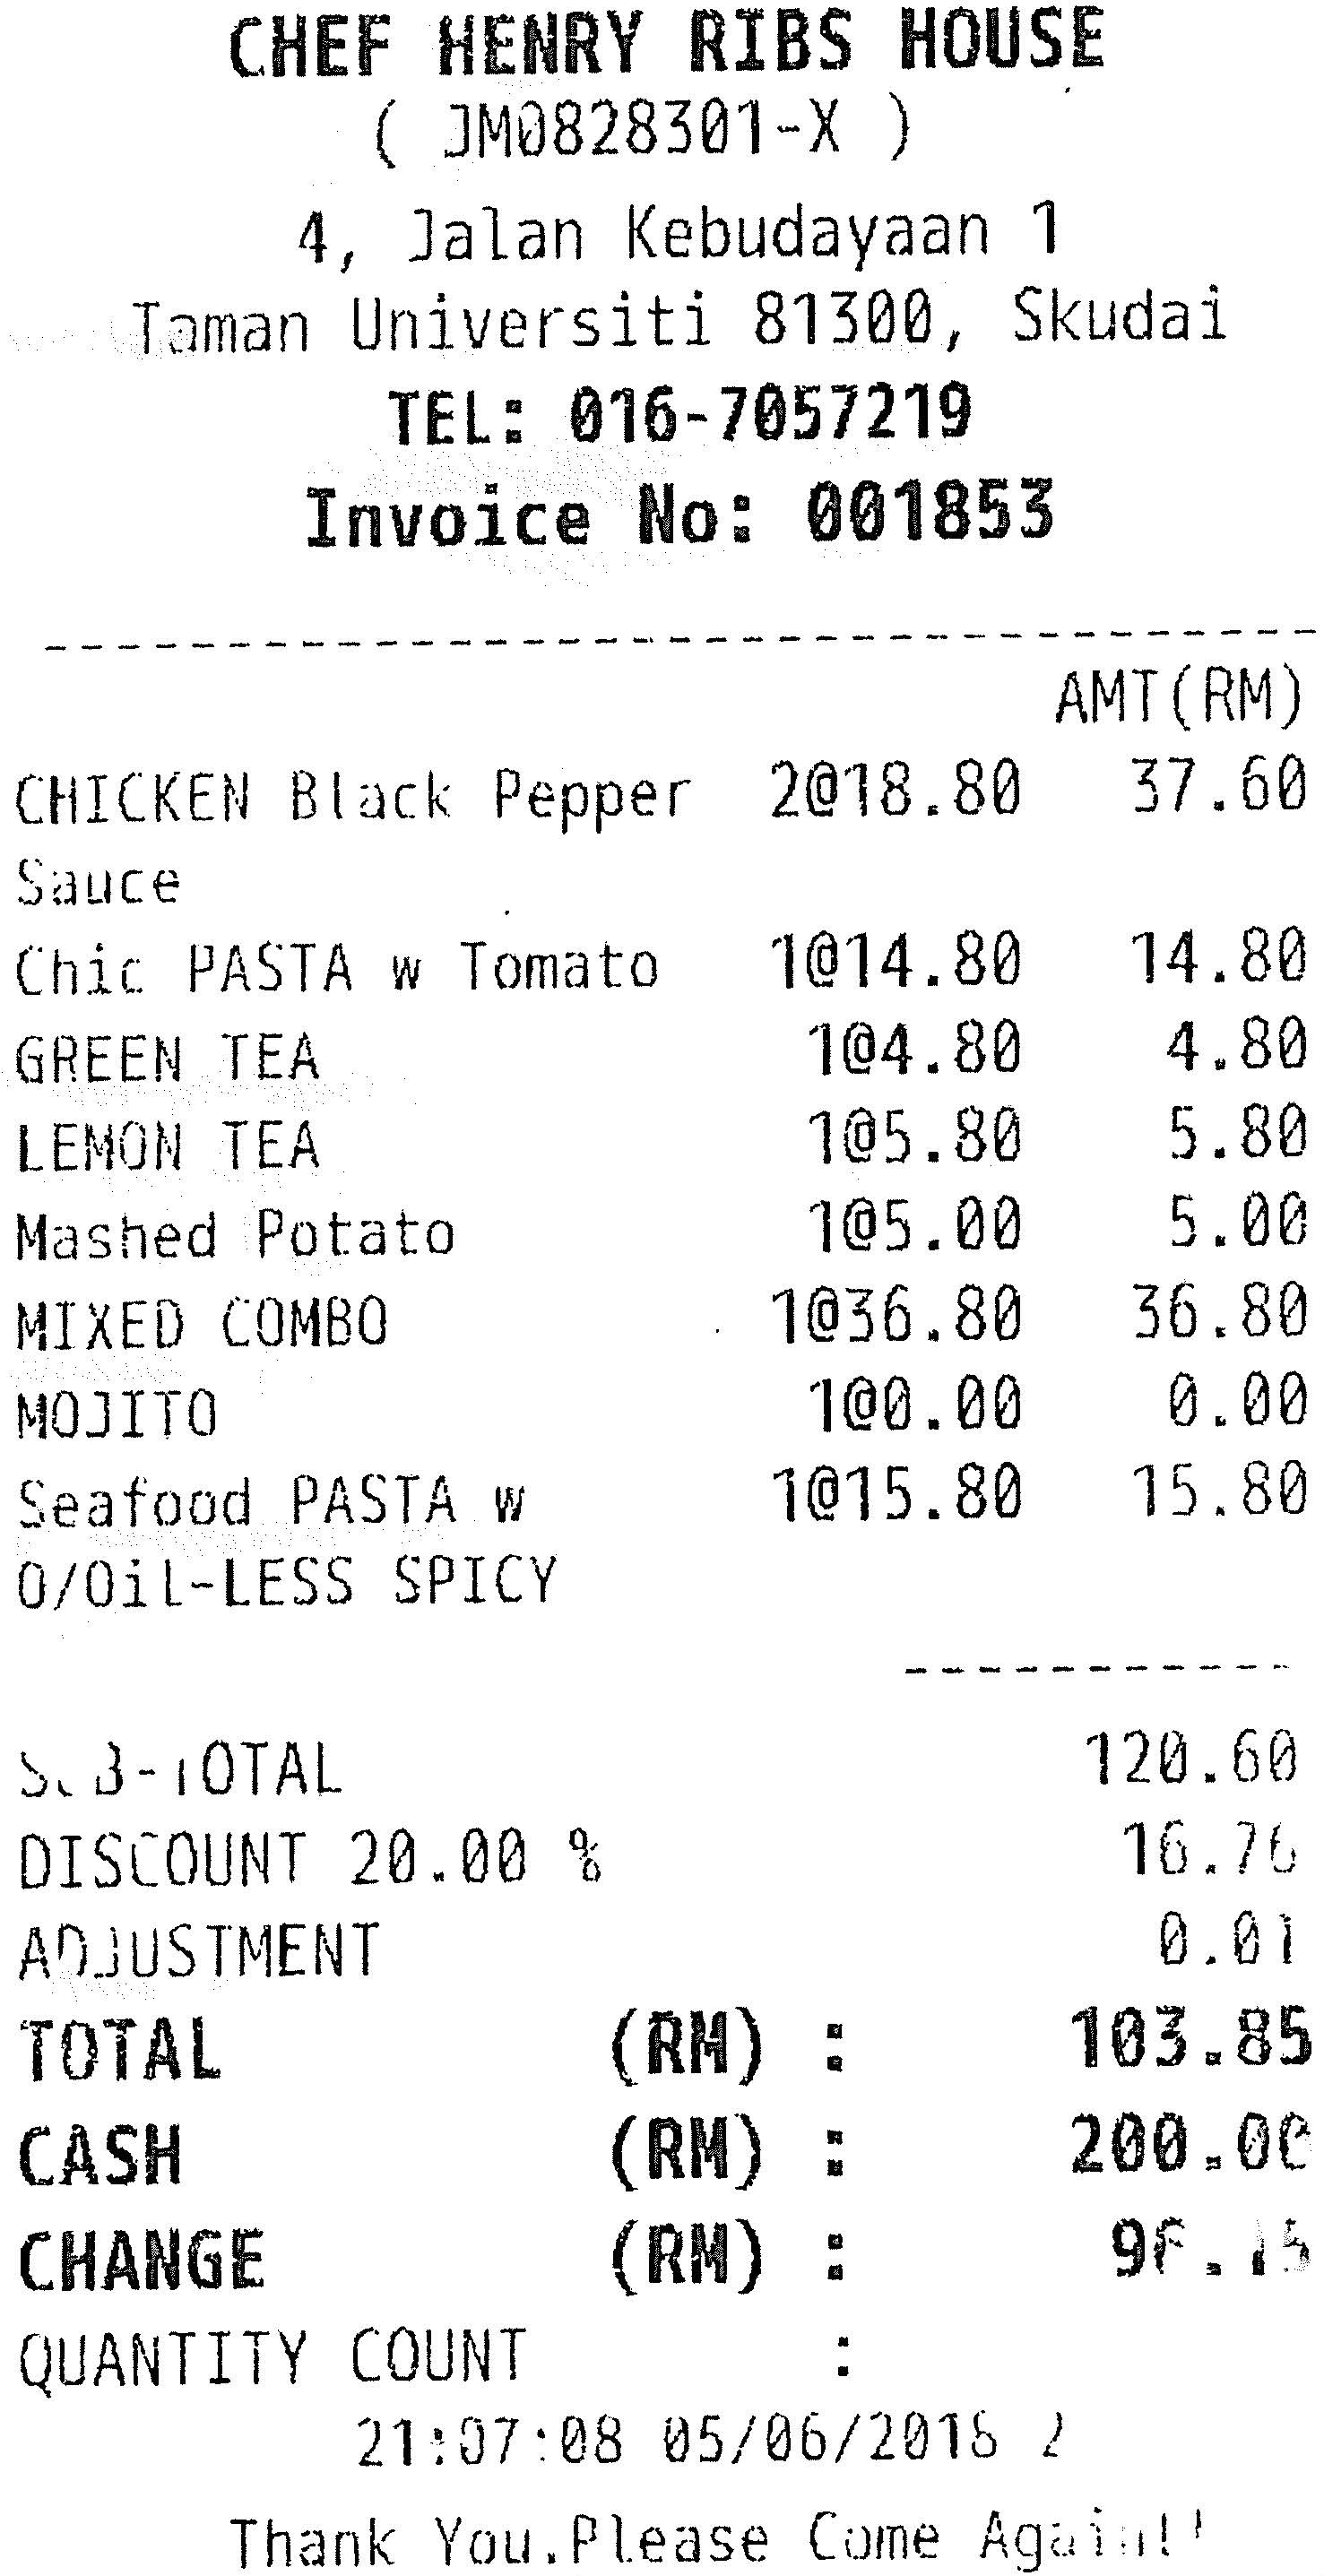 CHEF HENRY RIBS HOUSE
( JM0828301-X )
4, Jalan Kebudayaan 1
Taman Universiti 81300, Skudai
TEL: 016-7057219
Invoice No: 001853
AMT(RM)
CHICKEN Black Pepper 2@18.80 37.60
Sauce
Chic PASTA w Tomato 1@14.80 14.80
GREEN TEA 1@4.80 4.80
LEMON TEA 1@5.80 5.80
Mashed Potato 1@5.00 5.00
MIXED COMBO 1@36.80 36.80
MOJITO 1@0.00 0.00
Seafood PASTA w 1@15.80 15.80
O/Oil-LESS SPICY
SUB-TOTAL 120.60
DISCOUNT 20.00 % 16.76
ADJUSTMENT 0.01
TOTAL (RM) : 103.85
CASH (RM) : 200.00
CHANGE (RM) : 96.15
QUANTITY COUNT :
21:07:08 05/06/2018
Thank You.Please Come Again!!